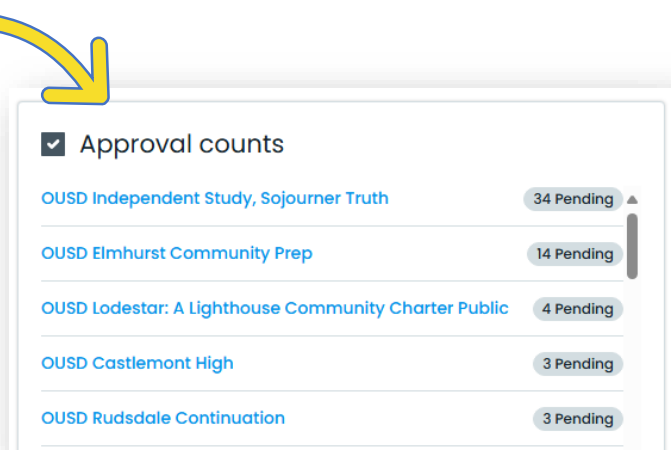 Approval counts
OUSD Independent Study, Sojourner Truth 34 Pending
OUSD Elmhurst Community Prep 14 Pending
OUSD Lodestar: A Lighthouse Community Charter Public 4 Pending
OUSD Castlemont High 3 Pending
OUSD Rudsdale Continuation 3 Pending